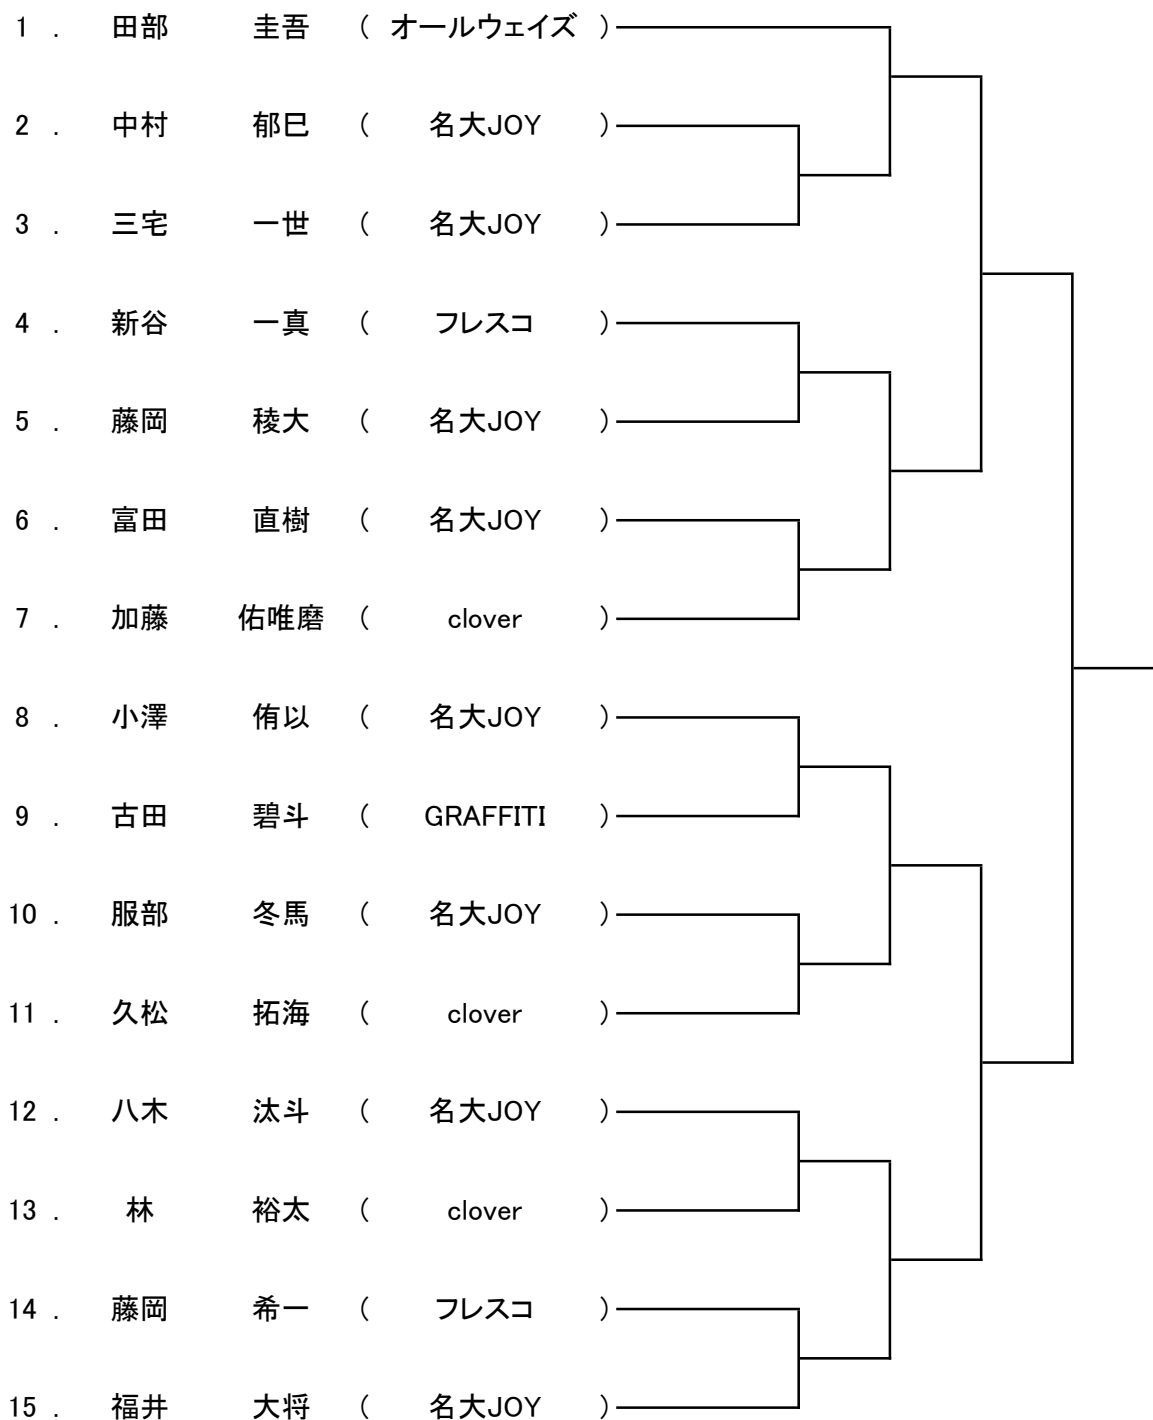 1 . 田部 圭吾 ( オールウェイズ )
2 . 中村 郁巳 ( 名大JOY )
3 . 三宅 一世 ( 名大JOY )
4 . 新谷 一真 ( フレスコ )
5 . 藤岡 稜大 ( 名大JOY )
6 . 富田 直樹 ( 名大JOY )
7 . 加藤 佑唯磨 ( clover )
8 . 小澤 侑以 ( 名大JOY )
9 . 古田 碧斗 ( GRAFFITI )
10 . 服部 冬馬 ( 名大JOY )
11 . 久松 拓海 ( clover )
12 . 八木 汰斗 ( 名大JOY )
13 . 林 裕太 ( clover )
14 . 藤岡 希一 ( フレスコ )
15 . 福井 大将 ( 名大JOY )